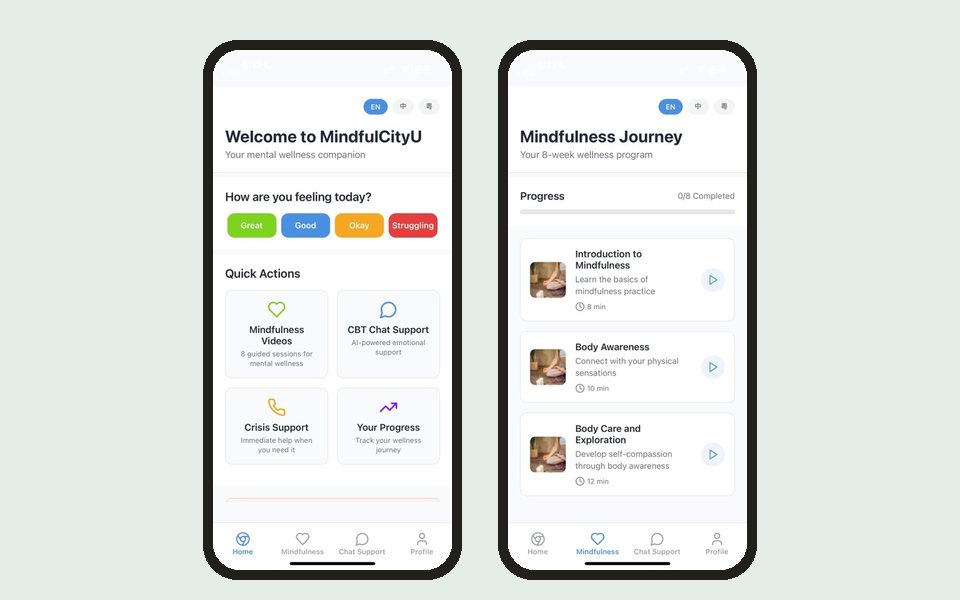 EN 中 粵
Welcome to MindfulCityU
Your mental wellness companion
How are you feeling today?
Great Good Okay Struggling
Quick Actions
Mindfulness
Videos
8 guided sessions for
mental wellness
CBT Chat Support
AI-powered emotional
support
Crisis Support
Immediate help when
you need it
Your Progress
Track your wellness
journey
Home Mindfulness Chat Support Profile
EN 中 粵
Mindfulness Journey
Your 8-week wellness program
Progress 0/8 Completed
Introduction to
Mindfulness
Learn the basics of
mindfulness practice
8 min
Body Awareness
Connect with your physical
sensations
10 min
Body Care and
Exploration
Develop self-compassion
through body awareness
12 min
Home Mindfulness Chat Support Profile